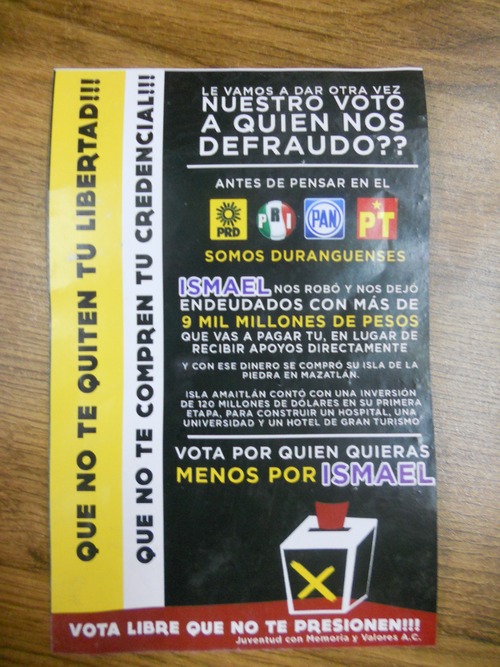 QUE NO TE QUITEN TU LIBERTAD!!!
QUE NO TE COMPREN TU CREDENCIAL!!!
LE VAMOS A DAR OTRA VEZ
NUESTRO VOTO
A QUIEN NOS
DEFRAUDO??
ANTES DE PENSAR EN EL
PRD PRI PAN PT
SOMOS DURANGUENSES
ISMAEL NOS ROBÓ Y NOS DEJÓ
ENDEUDADOS CON MÁS DE
9 MIL MILLONES DE PESOS
QUE VAS A PAGAR TU, EN LUGAR DE
RECIBIR APOYOS DIRECTAMENTE
Y CON ESE DINERO SE COMPRÓ SU ISLA DE LA
PIEDRA EN MAZATLÁN.
ISLA AMAITLÁN CONTÓ CON UNA INVERSIÓN
DE 120 MILLONES DE DÓLARES EN SU PRIMERA
ETAPA, PARA CONSTRUIR UN HOSPITAL, UNA
UNIVERSIDAD Y UN HOTEL DE GRAN TURISMO
VOTA POR QUIEN QUIERAS
MENOS POR ISMAEL
VOTA LIBRE QUE NO TE PRESIONEN!!!
Juventud con Memoria y Valores A.C.